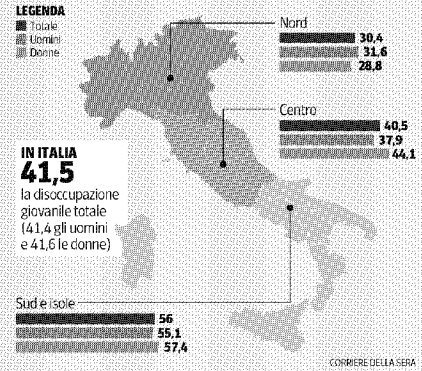 LEGENDA
Totale
Uomini
Donne
Nord
30,4
31,6
28,8
Centro
40,5
37,9
44,1
IN ITALIA
41,5
la disoccupazione
giovanile totale
(41,4 gli uomini
e 41,6 le donne)
Sud e isole
56
55,1
57,4
CORRIERE DELLA SERA